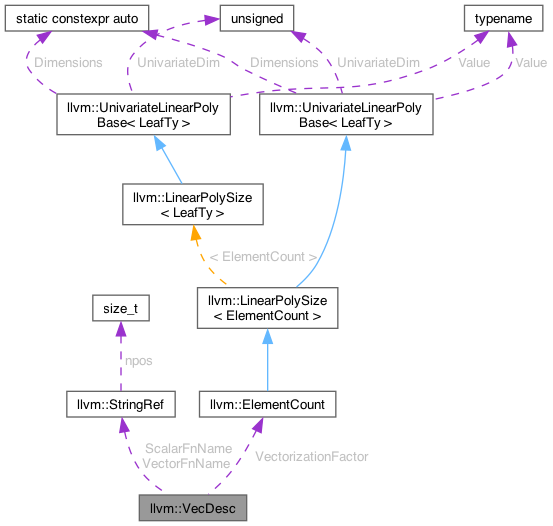 static constexpr auto
unsigned
typename
Dimensions
UnivariateDim
Dimensions
UnivariateDim
Value
Value
llvm::UnivariateLinearPoly
Base< LeafTy >
llvm::UnivariateLinearPoly
Base< LeafTy >
llvm::LinearPolySize
< LeafTy >
< ElementCount >
llvm::LinearPolySize
< ElementCount >
size_t
npos
llvm::StringRef
llvm::ElementCount
ScalarFnName
VectorFnName
VectorizationFactor
llvm::VecDesc